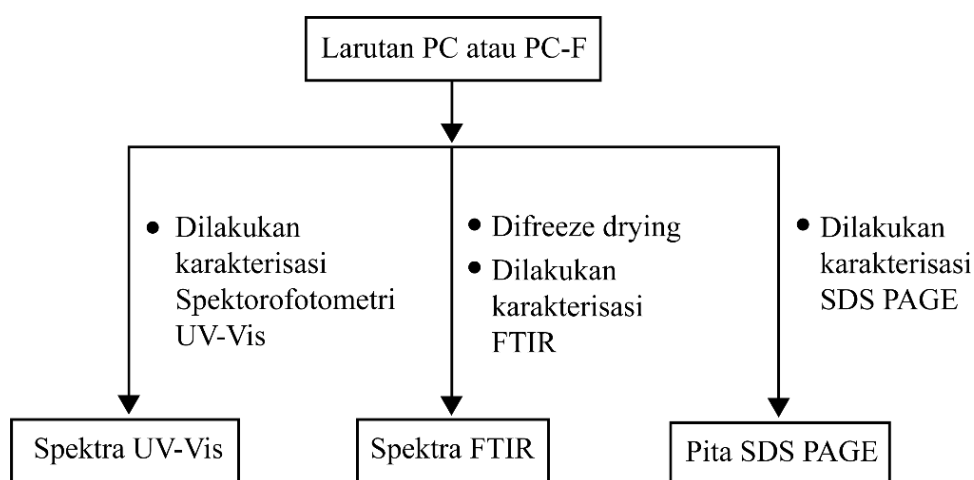 Larutan PC atau PC-F
Dilakukan
karakterisasi
Spektorofotometri
UV-Vis
Difreeze drying
Dilakukan
karakterisasi
FTIR
Dilakukan
karakterisasi
SDS PAGE
Spektra UV-Vis
Spektra FTIR
Pita SDS PAGE